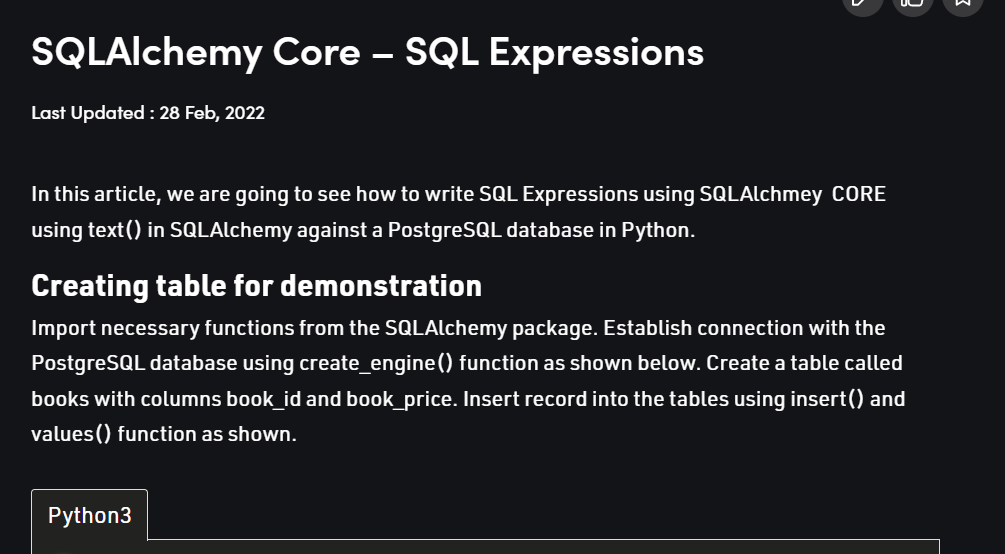 SQLAlchemy Core – SQL Expressions
Last Updated : 28 Feb, 2022
In this article, we are going to see how to write SQL Expressions using SQLAlchmey  CORE
using text() in SQLAlchemy against a PostgreSQL database in Python.
Creating table for demonstration
Import necessary functions from the SQLAlchemy package. Establish connection with the
PostgreSQL database using create_engine() function as shown below. Create a table called
books with columns book_id and book_price. Insert record into the tables using insert() and
values() function as shown.
Python3